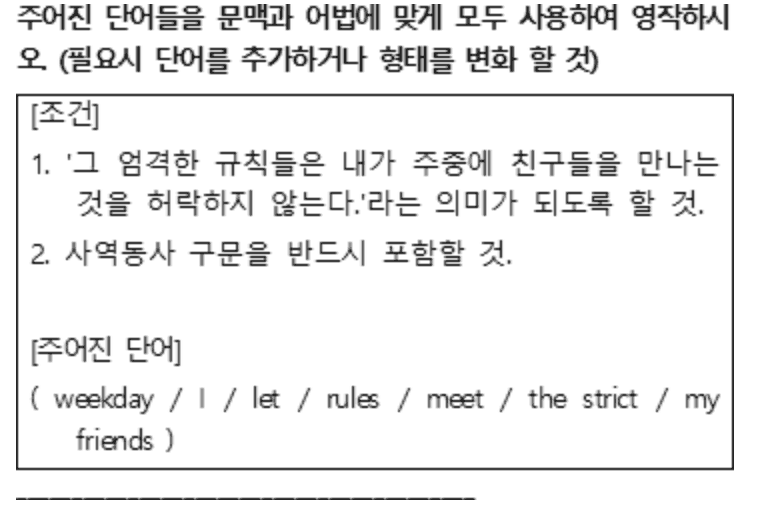 주어진 단어들을 문맥과 어법에 맞게 모두 사용하여 영작하시
오. (필요시 단어를 추가하거나 형태를 변화 할 것)
[조건]
1. '그 엄격한 규칙들은 내가 주중에 친구들을 만나는
것을 허락하지 않는다.'라는 의미가 되도록 할 것.
2. 사역동사 구문을 반드시 포함할 것.
[주어진 단어]
( weekday / I / let / rules / meet / the strict / my
friends )